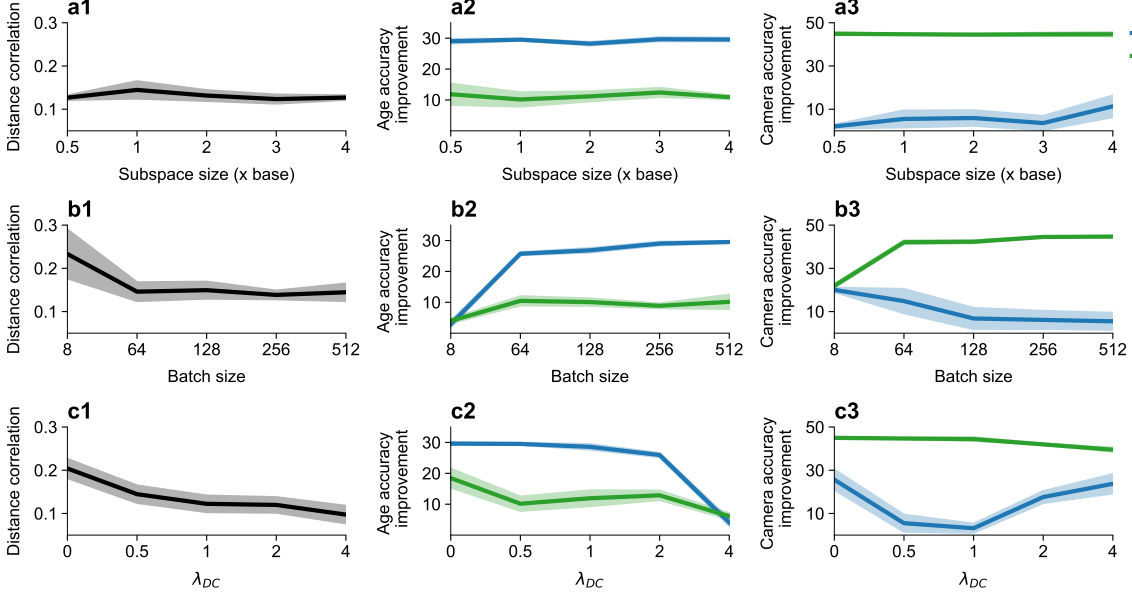 a1
Distance correlation
0.3
0.2
0.1
0.5 1 2 3 4
Subspace size (x base)
a2
Age accuracy
improvement
30
20
10
0.5 1 2 3 4
Subspace size (x base)
a3
Camera accuracy
improvement
50
30
10
0.5 1 2 3 4
Subspace size (x base)
b1
Distance correlation
0.3
0.2
0.1
8 64 128 256 512
Batch size
b2
Age accuracy
improvement
30
20
10
8 64 128 256 512
Batch size
b3
Camera accuracy
improvement
50
30
10
8 64 128 256 512
Batch size
c1
Distance correlation
0.3
0.2
0.1
0 0.5 1 2 4
λDC
c2
Age accuracy
improvement
30
20
10
0 0.5 1 2 4
λDC
c3
Camera accuracy
improvement
50
30
10
0 0.5 1 2 4
λDC